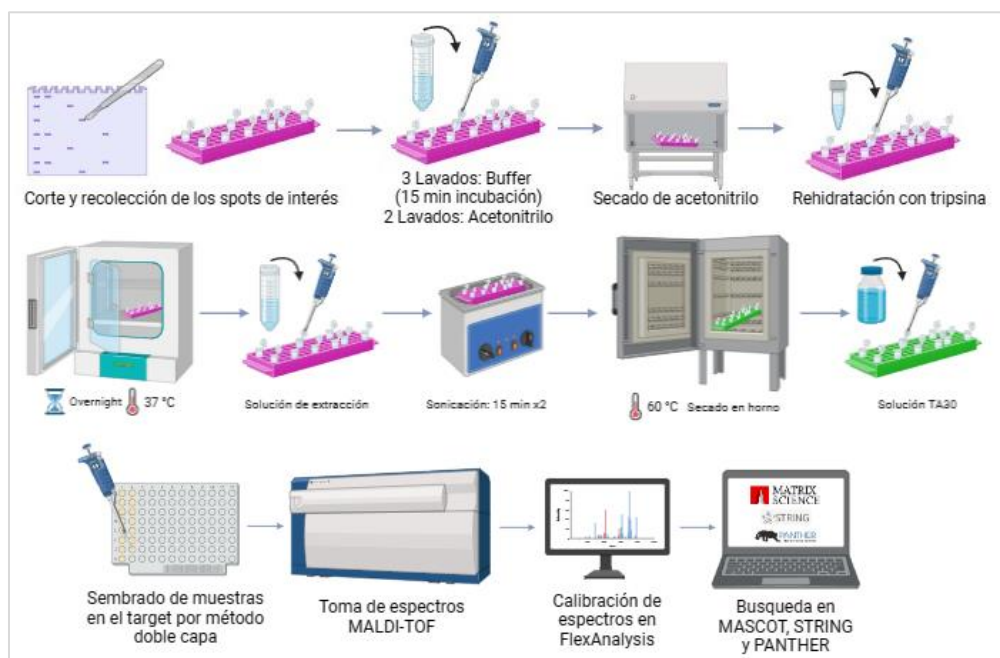 Corte y recolección de los spots de interés
3 Lavados: Buffer
(15 min incubación)
2 Lavados: Acetonitrilo
Secado de acetonitrilo
Rehidratación con tripsina
Overnight
37 °C
Solución de extracción
Sonicación: 15 min x2
60 °C
Secado en horno
Solución TA30
Sembrado de muestras
en el target por método
doble capa
Toma de espectros
MALDI-TOF
Calibración de
espectros en
FlexAnalysis
MATRIX
SCIENCE
STRING
PANTHER
Busqueda en
MASCOT, STRING
y PANTHER